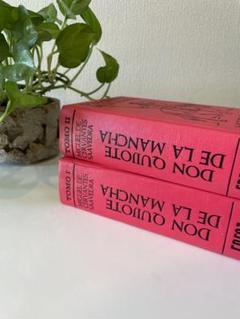 TOMO II
MIGUEL DE
CERVANTES
SAAVEDRA
DON QUIJOTE
DE LA MANCHA
TOMO I
MIGUEL DE
CERVANTES
SAAVEDRA
DON QUIJOTE
DE LA MANCHA